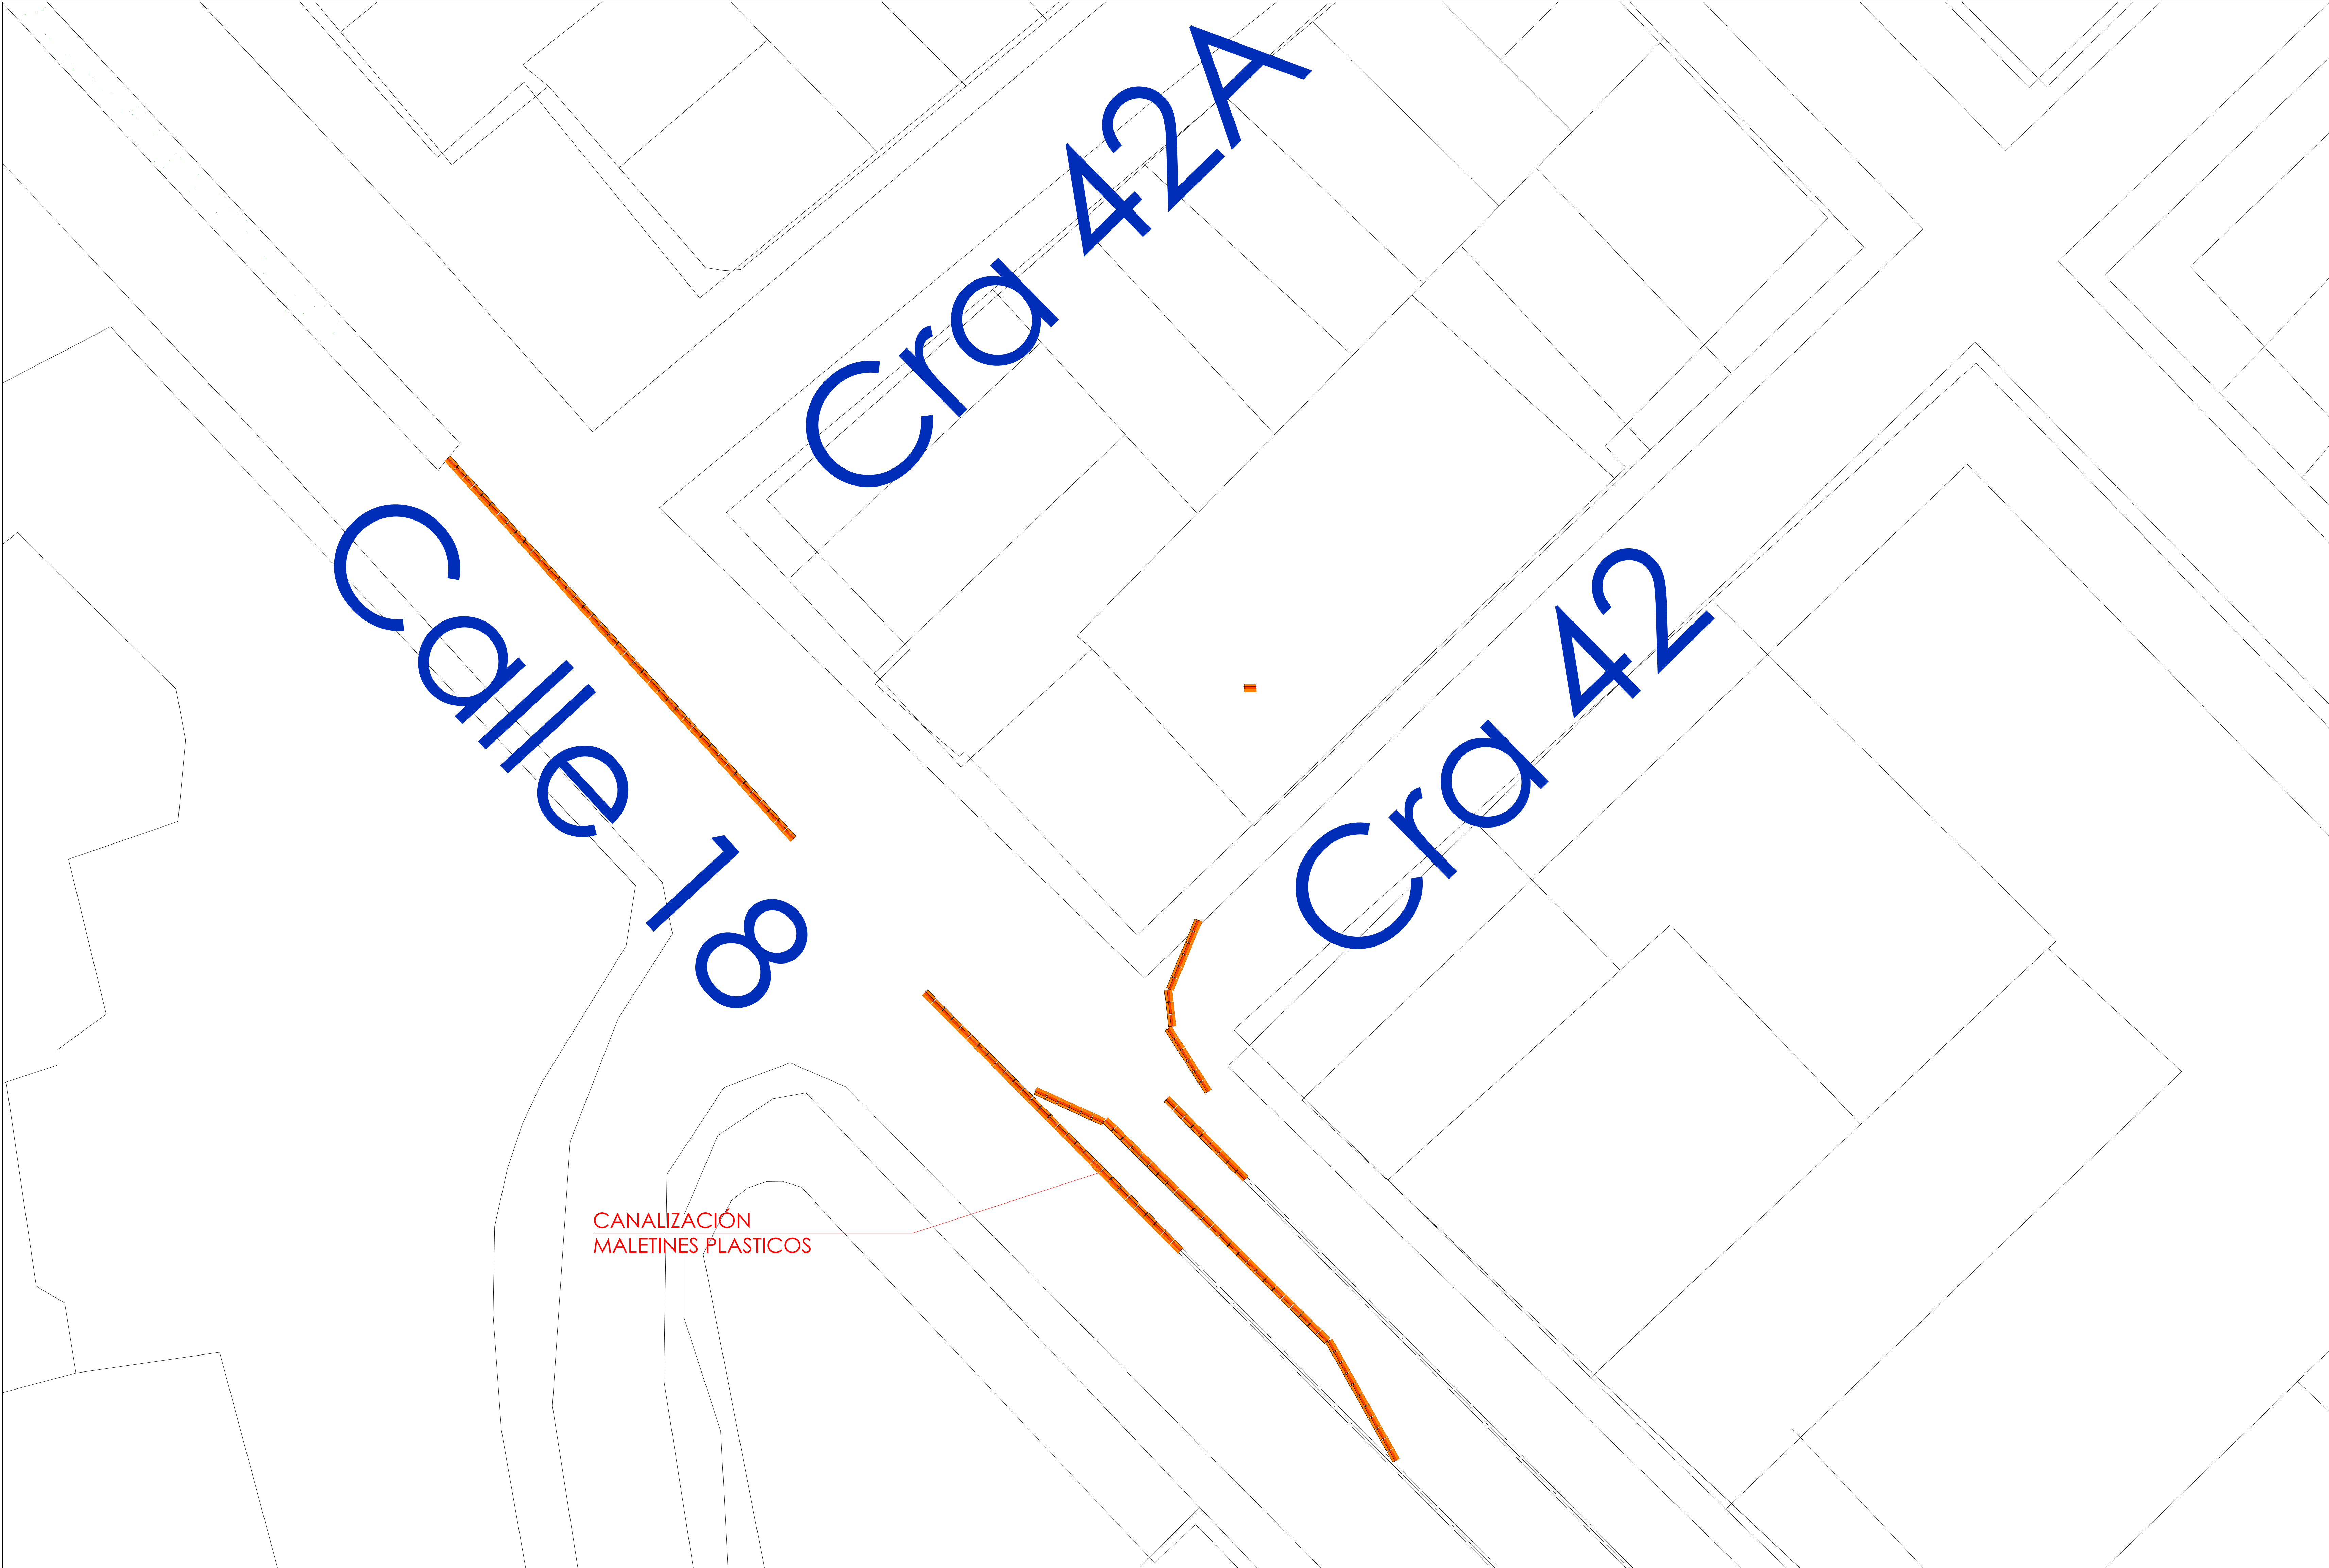 Cra 42A
Calle 18
Cra 42
CANALIZACIÓN
MALETINES PLASTICOS